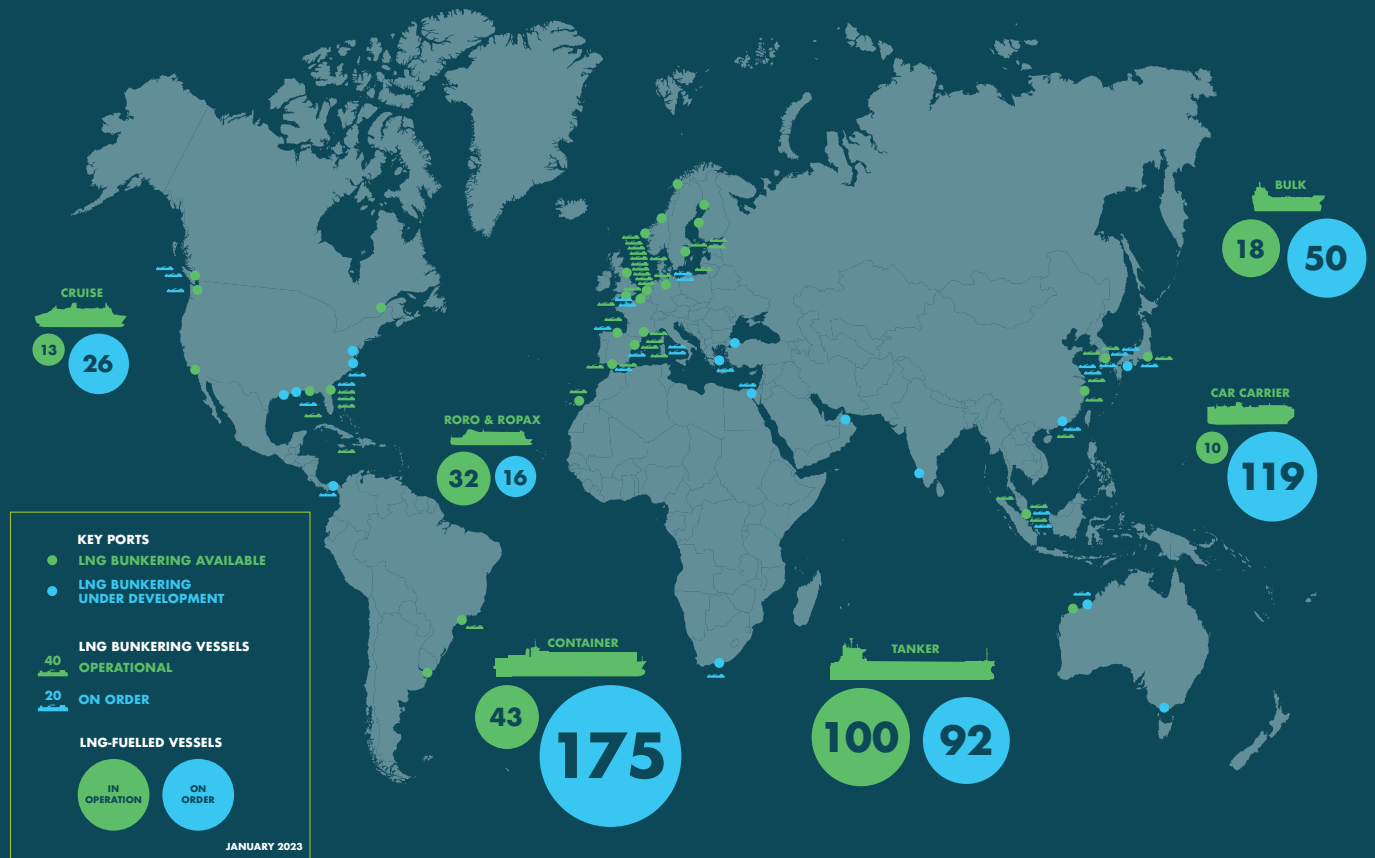 BULK
18
50
CRUISE
13
26
CAR CARRIER
10
119
RORO & ROPAX
32
16
KEY PORTS
LNG BUNKERING AVAILABLE
LNG BUNKERING
UNDER DEVELOPMENT
LNG BUNKERING VESSELS
40
OPERATIONAL
20
ON ORDER
LNG-FUELLED VESSELS
IN
OPERATION
ON
ORDER
JANUARY 2023
CONTAINER
43
175
TANKER
100
92